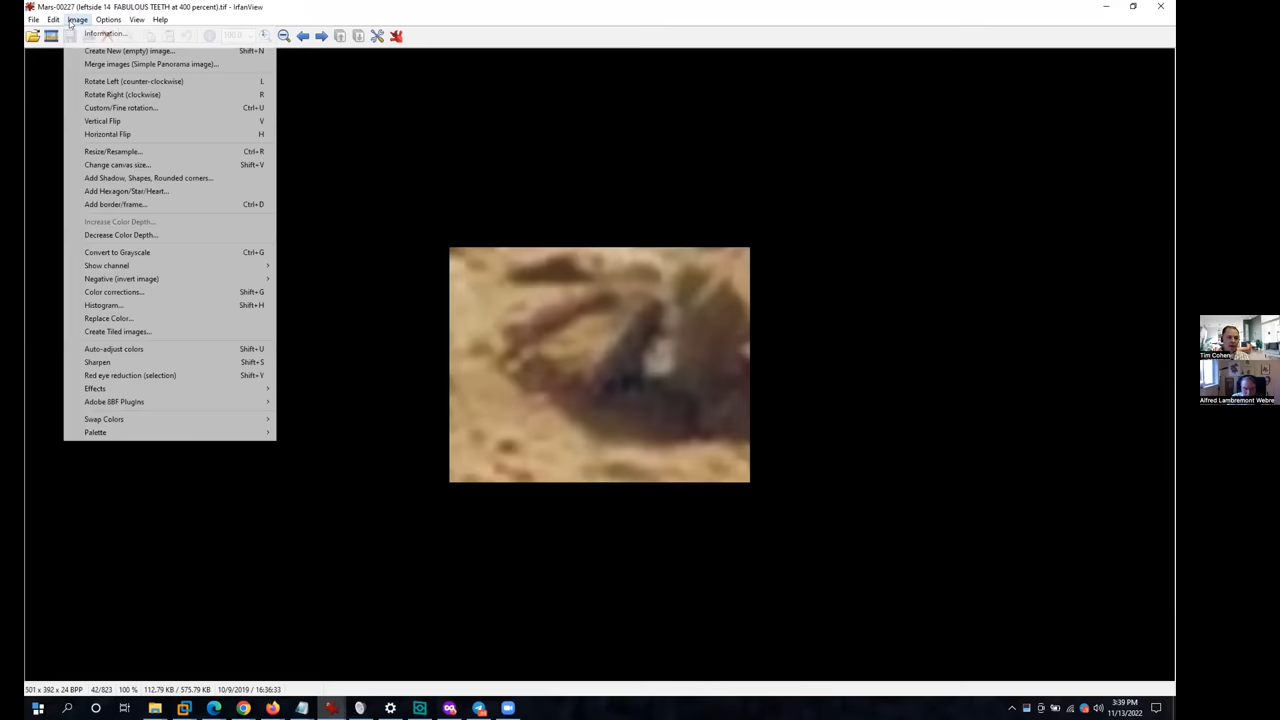 Mars-00227 (leftside 14 FABULOUS TEETH at 400 percent).tif - IrfanView
File Edit Image Options View Help
Information...
Create New (empty) image... Shift+N
Merge images (Simple Panorama image)...
Rotate Left (counter-clockwise) L
Rotate Right (clockwise) R
Custom/Fine rotation... Ctrl+U
Vertical Flip V
Horizontal Flip H
Resize/Resample... Ctrl+R
Change canvas size... Shift+V
Add Shadow, Shapes, Rounded corners...
Add Hexagon/Star/Heart...
Add border/frame... Ctrl+D
Increase Color Depth...
Decrease Color Depth...
Convert to Grayscale Ctrl+G
Show channel
Negative (invert image)
Color corrections... Shift+G
Histogram... Shift+H
Replace Color...
Create Tiled images...
Auto-adjust colors Shift+U
Sharpen Shift+S
Red eye reduction (selection) Shift+Y
Effects
Adobe 8BF Plugins
Swap Colors
Palette
Tim Cohen
Alfred Lambremont Webre
501 x 392 x 24 BPP 42/823 100 % 112.79 KB / 575.79 KB 10/9/2019 / 16:36:33
3:39 PM
11/13/2022